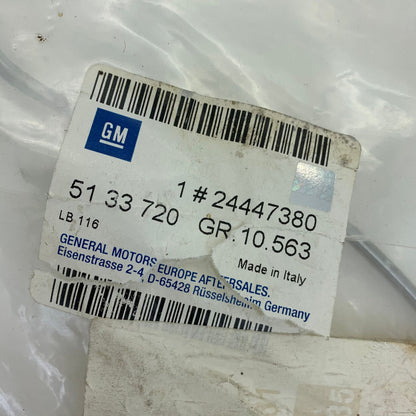 GM
1 # 24447380
51 33 720 GR.10.563
LB 116
Made in Italy
GENERAL MOTORS EUROPE AFTERSALES.
Eisenstrasse 2-4, D-65428 Rüsselsheim Germany